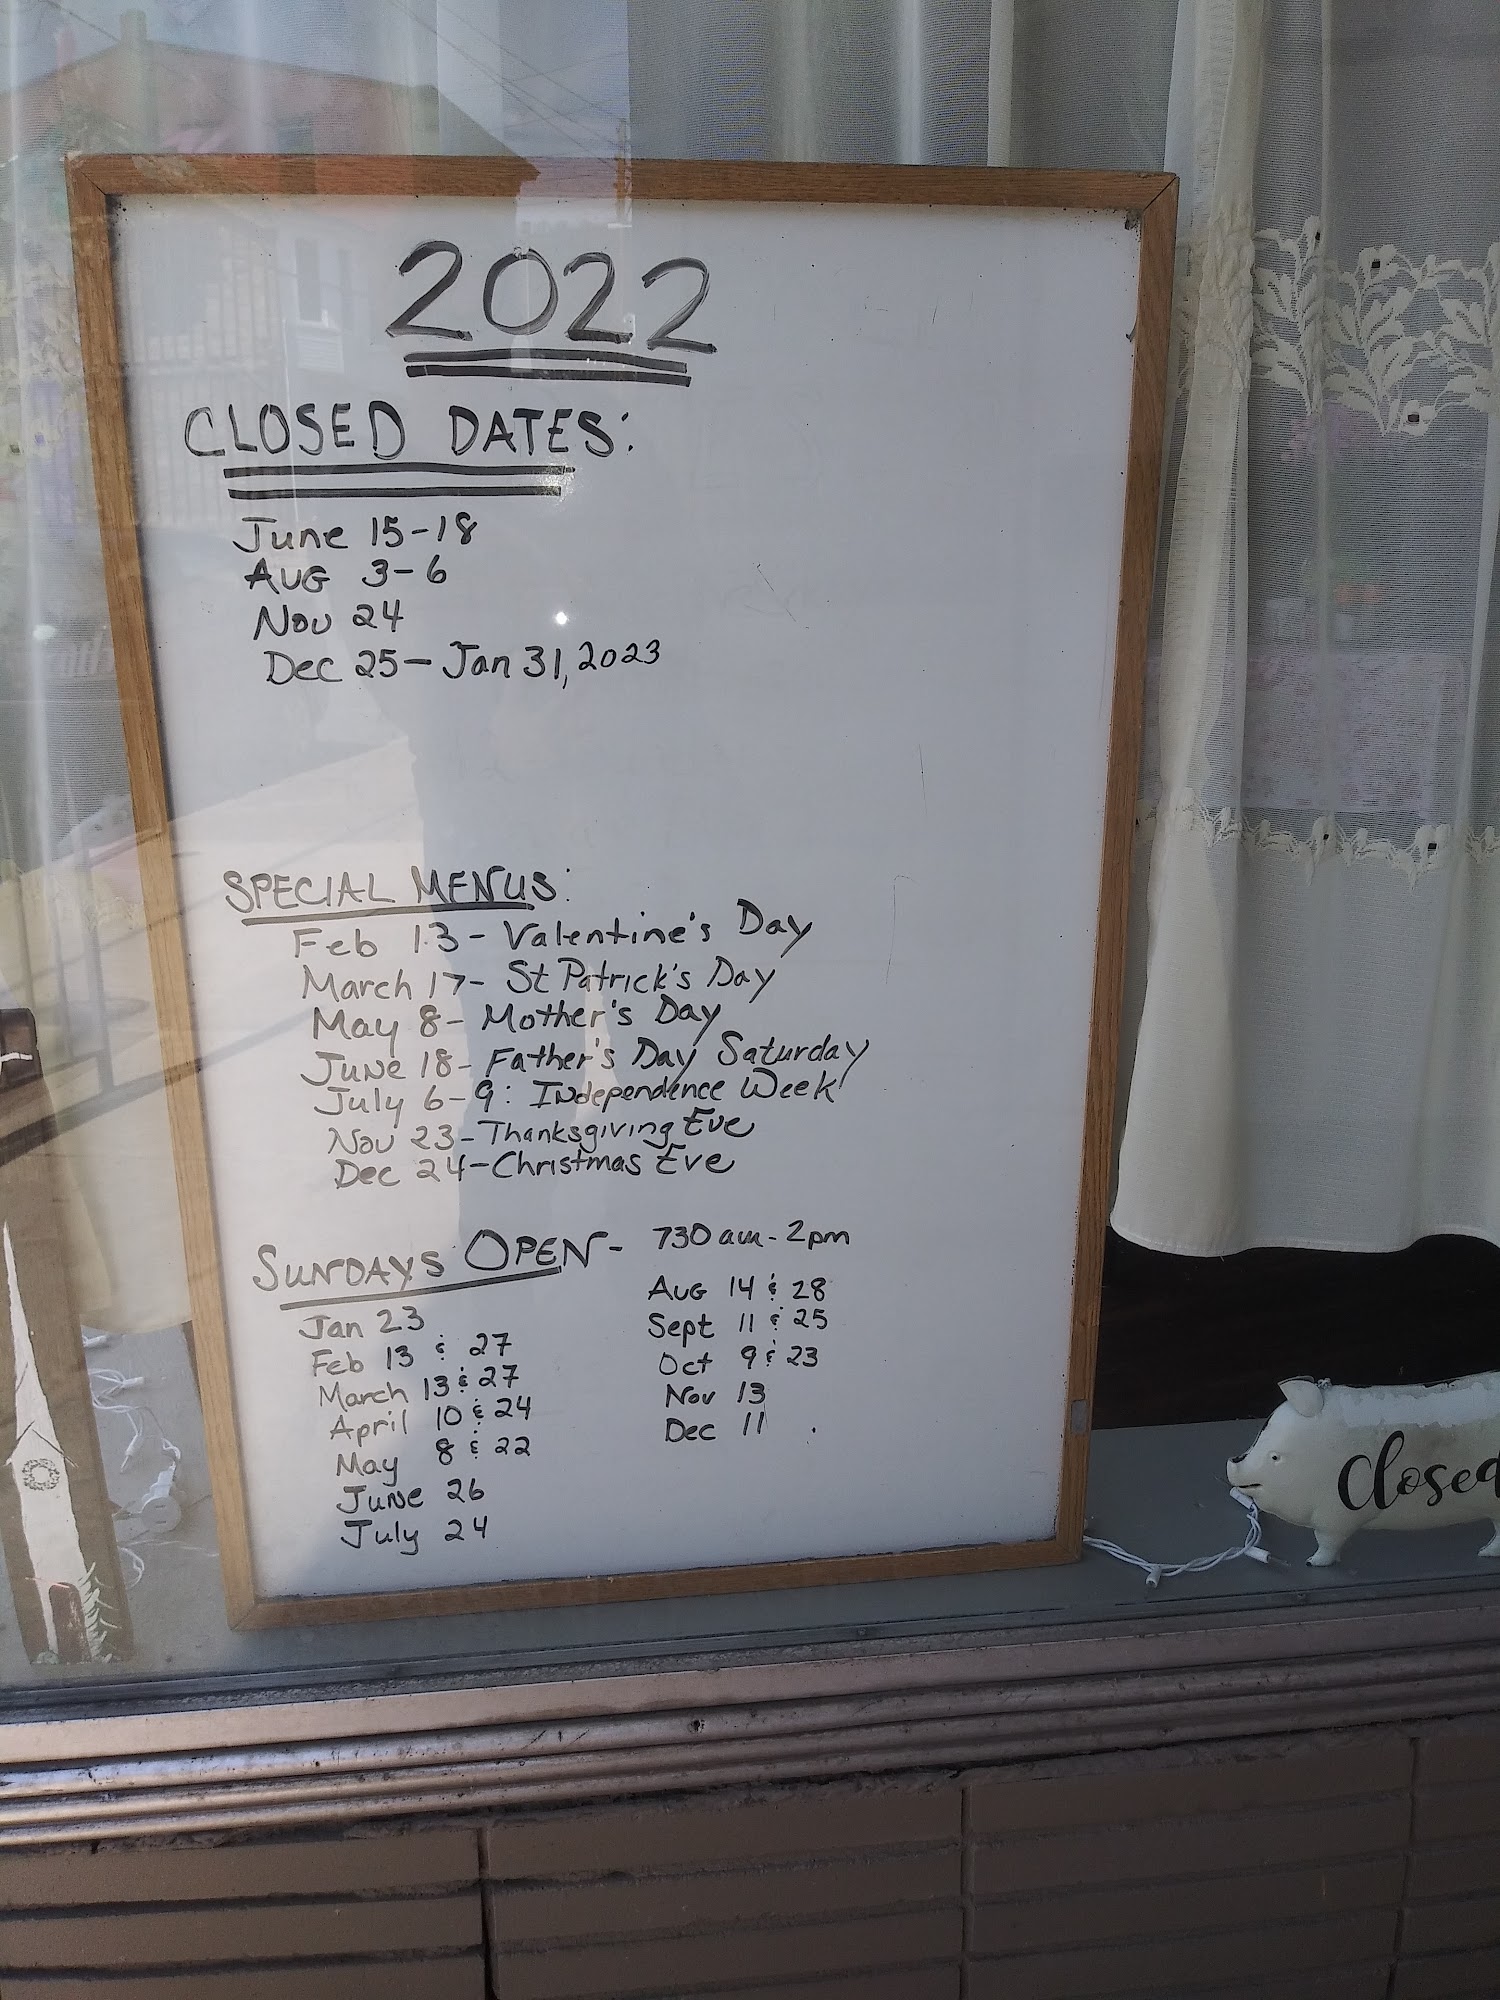 2022
CLOSED DATES:
June 15-18
AUG 3-6
Nov 24
Dec 25- Jan 31, 2023
SPECIAL MENUS:
Feb 13- Valentine's Day
March 17- St Patrick's Day
May 8- Mother's Day
June 18- Father's Day Saturday
July 6-9: Independence Week!
Nov 23-Thanksgiving Eve
Dec 24-Christmas Eve
SUNDAYS OPEN- 730 am-2pm
Jan 23
Feb 13 & 27
March 13 & 27
April 10 & 24
May 8 & 22
June 26
July 24
Aug 14 & 28
Sept 11 & 25
Oct 9 & 23
Nov 13
Dec 11
Closed